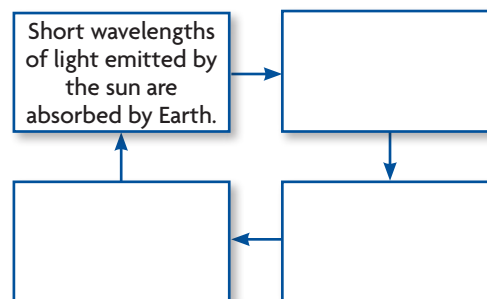 Short wavelengths
of light emitted by
the sun are
absorbed by Earth.